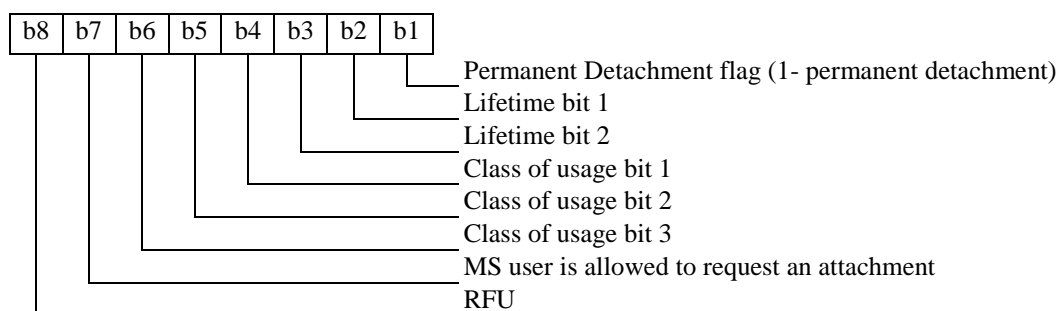 b8 b7 b6 b5 b4 b3 b2 b1
Permanent Detachment flag (1- permanent detachment)
Lifetime bit 1
Lifetime bit 2
Class of usage bit 1
Class of usage bit 2
Class of usage bit 3
MS user is allowed to request an attachment
RFU